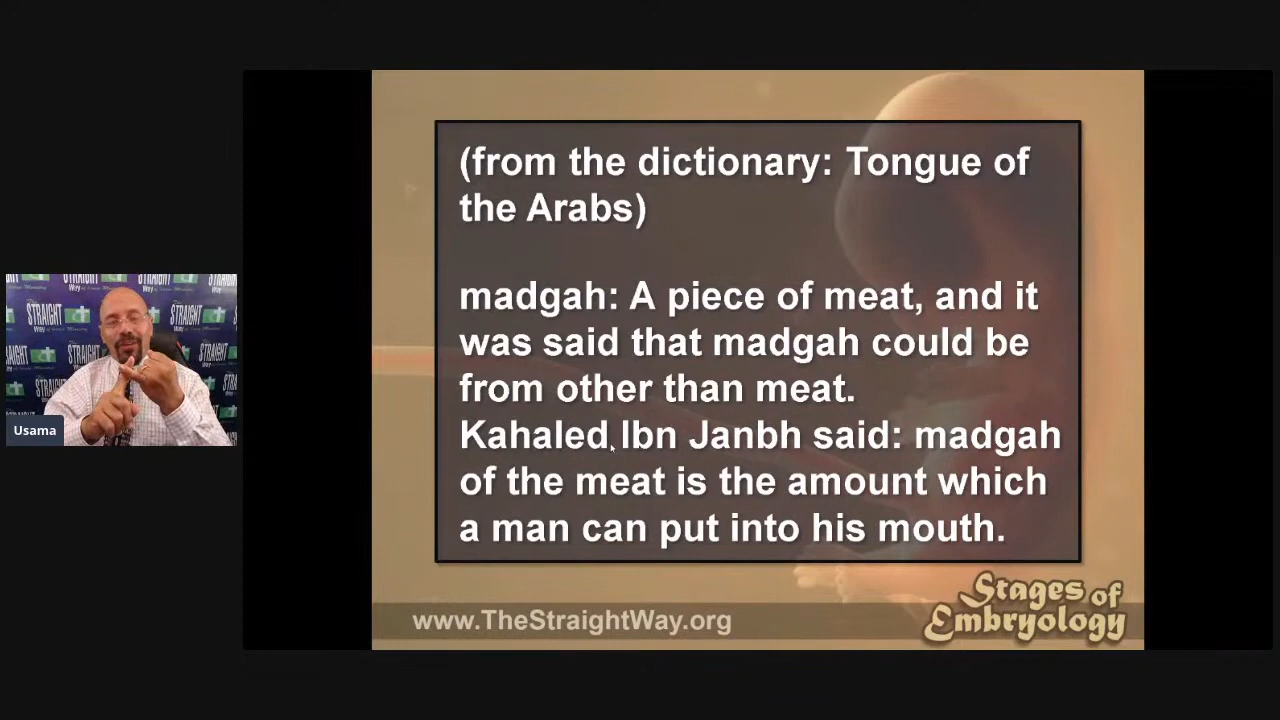 (from the dictionary: Tongue of
the Arabs)
madgah: A piece of meat, and it
was said that madgah could be
from other than meat.
Kahaled Ibn Janbh said: madgah
of the meat is the amount which
a man can put into his mouth.
www.TheStraightWay.org
Stages of
Embryology
Usama
STRAIGHT
STRAIGHT